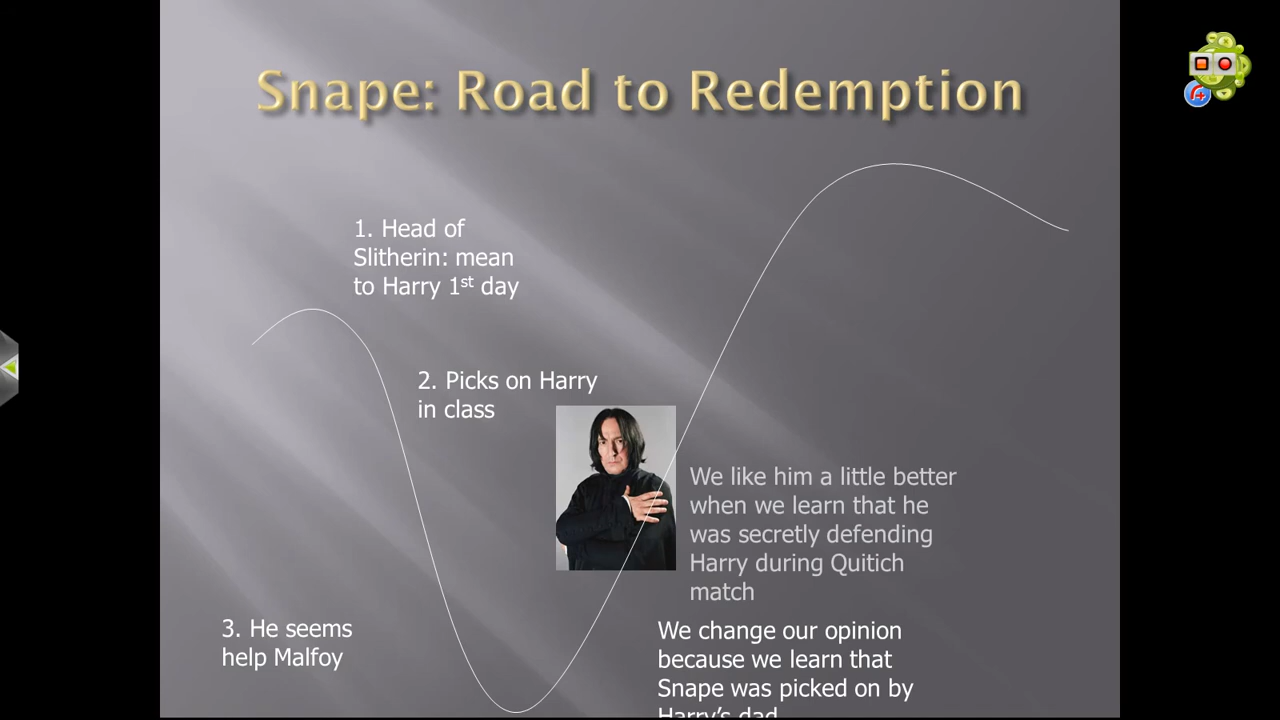 Snape: Road to Redemption
1. Head of
Slitherin: mean
to Harry 1st day
2. Picks on Harry
in class
We like him a little better
when we learn that he
was secretly defending
Harry during Quitich
match
3. He seems
help Malfoy
We change our opinion
because we learn that
Snape was picked on by
Harry's dad